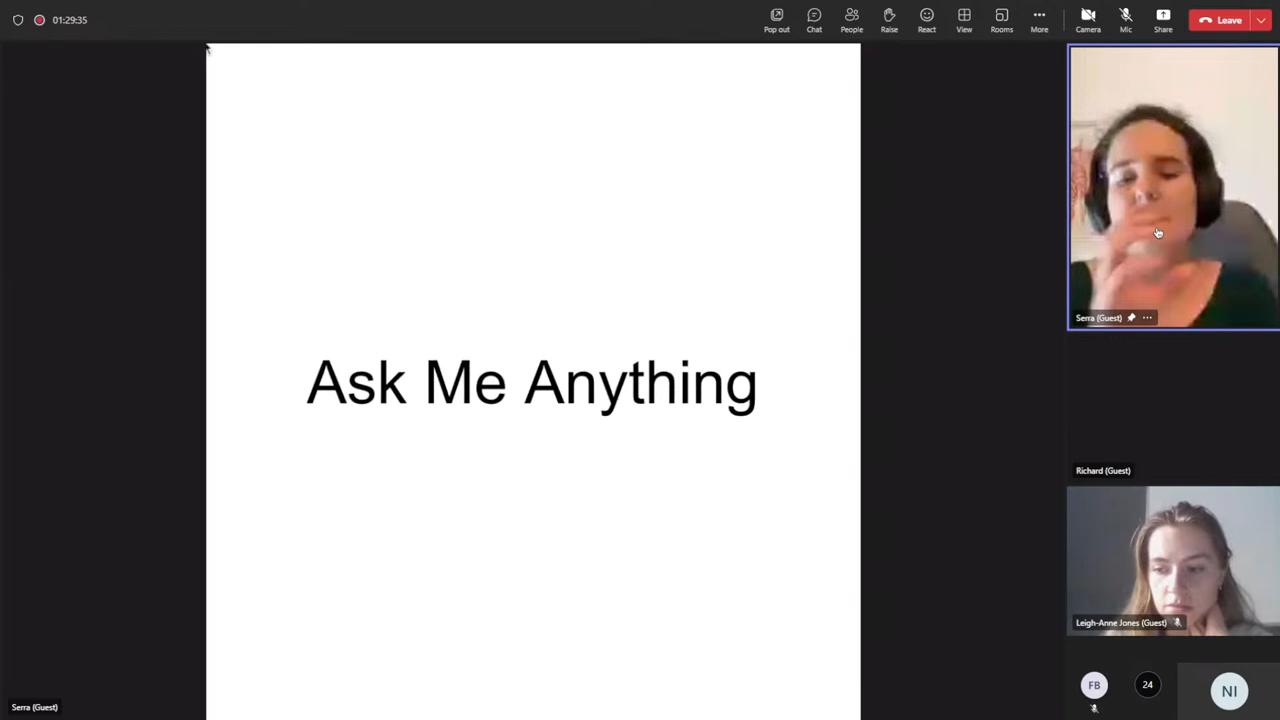 01:29:35
Pop out
Chat
People
Raise
React
View
Rooms
More
Camera
Mic
Share
Leave
Ask Me Anything
Serra (Guest)
Richard (Guest)
Leigh-Anne Jones (Guest)
FB
24
NI
Serra (Guest)